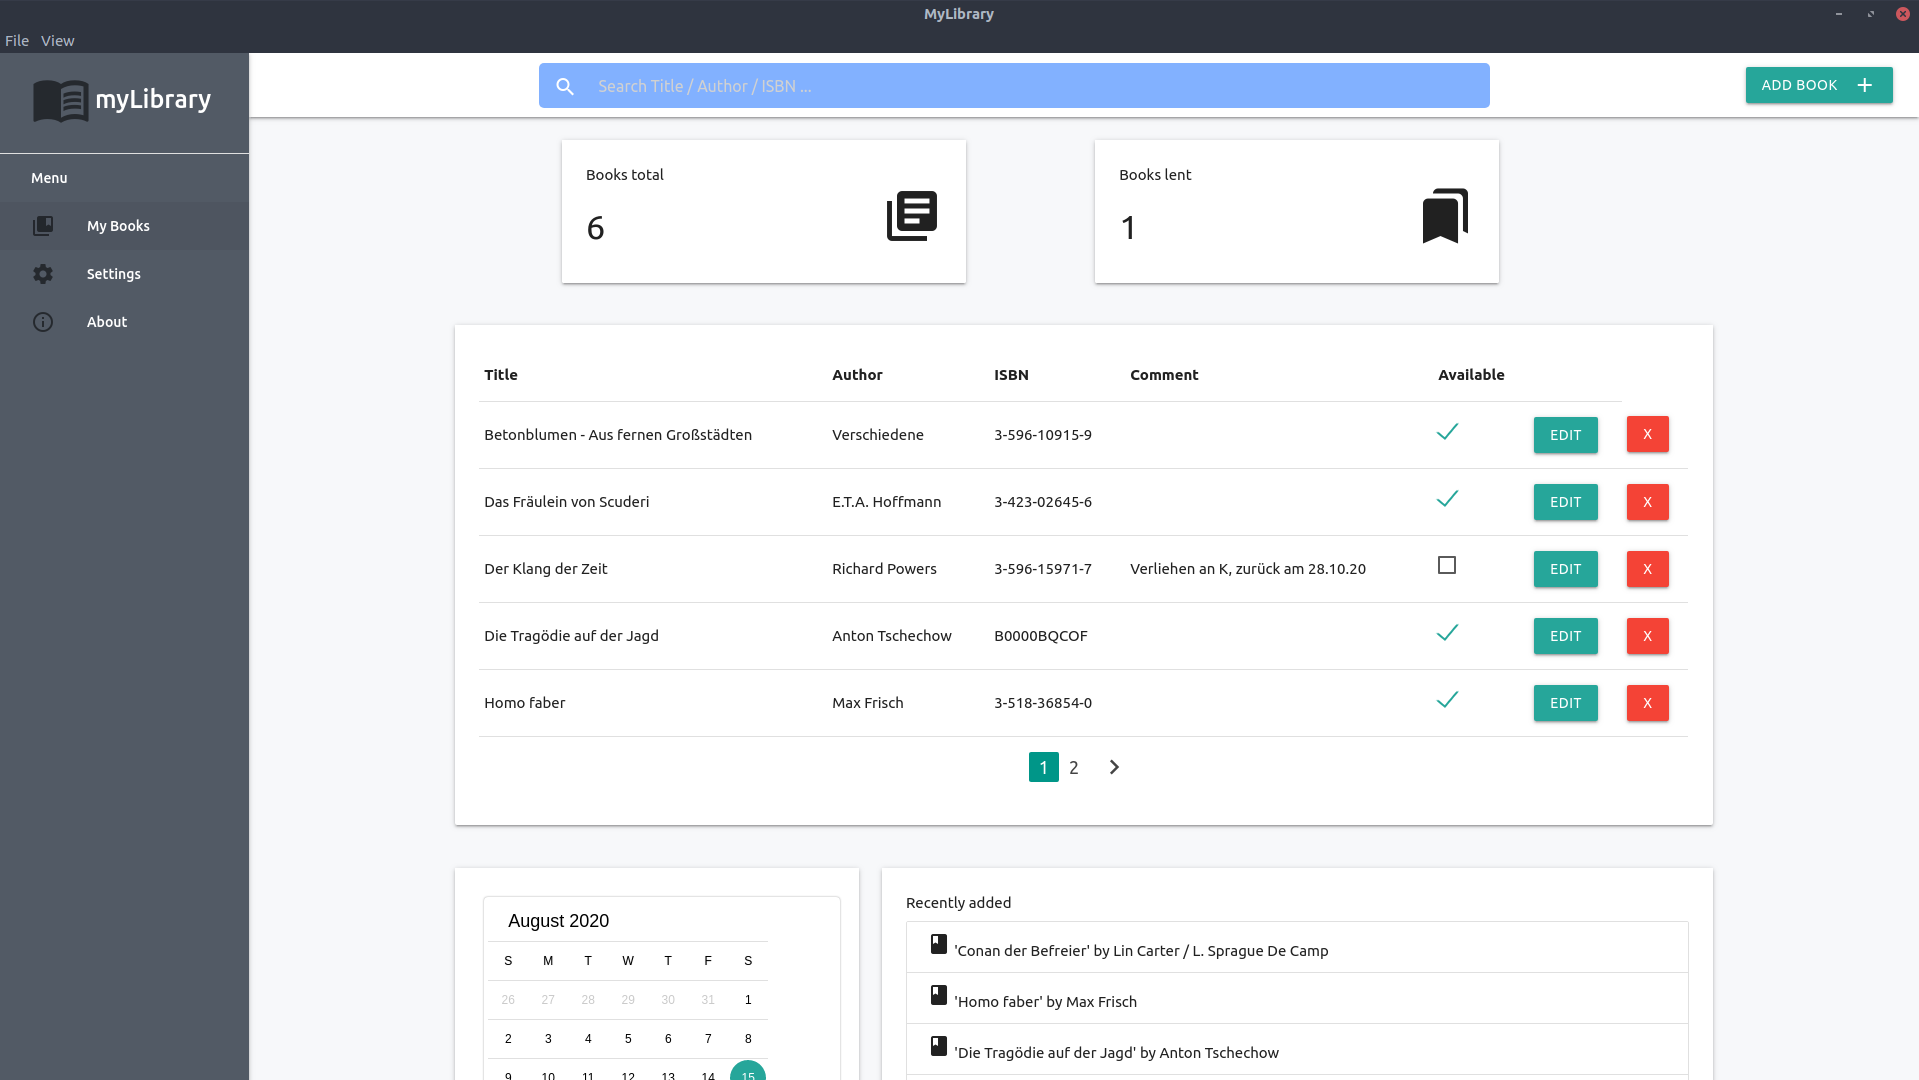 MyLibrary
File View
myLibrary
Search Title / Author / ISBN ...
ADD BOOK
Menu
My Books
Settings
About
Books total
6
Books lent
1
Title Author ISBN Comment Available
Betonblumen - Aus fernen Großstädten Verschiedene 3-596-10915-9 EDIT X
Das Fräulein von Scuderi E.T.A. Hoffmann 3-423-02645-6 EDIT X
Der Klang der Zeit Richard Powers 3-596-15971-7 Verliehen an K, zurück am 28.10.20 EDIT X
Die Tragödie auf der Jagd Anton Tschechow B0000BQCOF EDIT X
Homo faber Max Frisch 3-518-36854-0 EDIT X
1 2
August 2020
S M T W T F S
26 27 28 29 30 31 1
2 3 4 5 6 7 8
9 10 11 12 13 14 15
Recently added
'Conan der Befreier' by Lin Carter / L. Sprague De Camp
'Homo faber' by Max Frisch
'Die Tragödie auf der Jagd' by Anton Tschechow